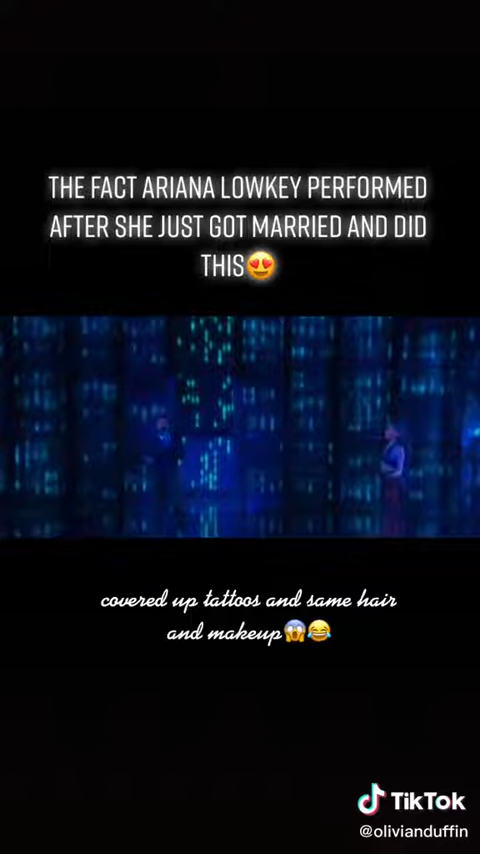 THE FACT ARIANA LOWKEY PERFORMED
AFTER SHE JUST GOT MARRIED AND DID
THIS😍
covered up tattoos and same hair
and makeup😱😂
TikTok
@olivianduffin